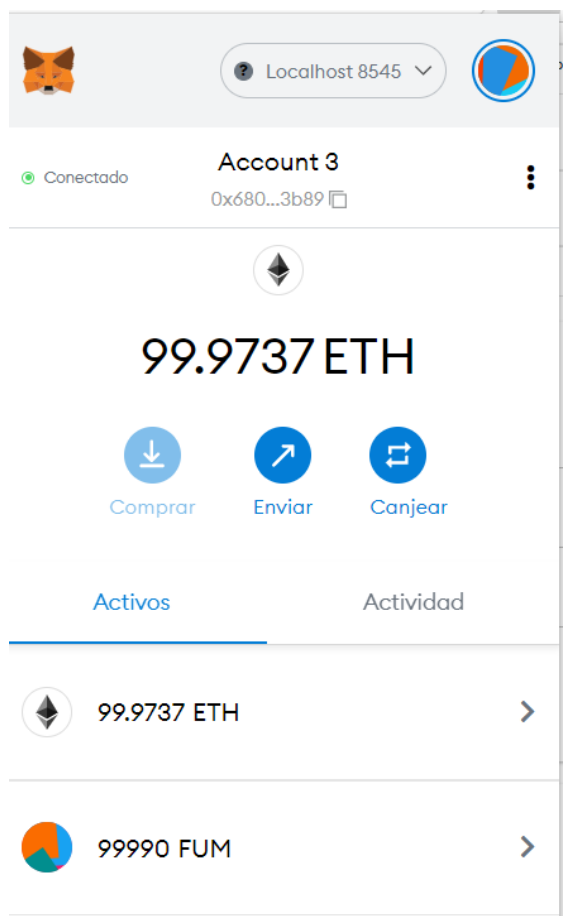 Localhost 8545
Conectado
Account 3
0x680...3b89
99.9737 ETH
Comprar
Enviar
Canjear
Activos
Actividad
99.9737 ETH
99990 FUM